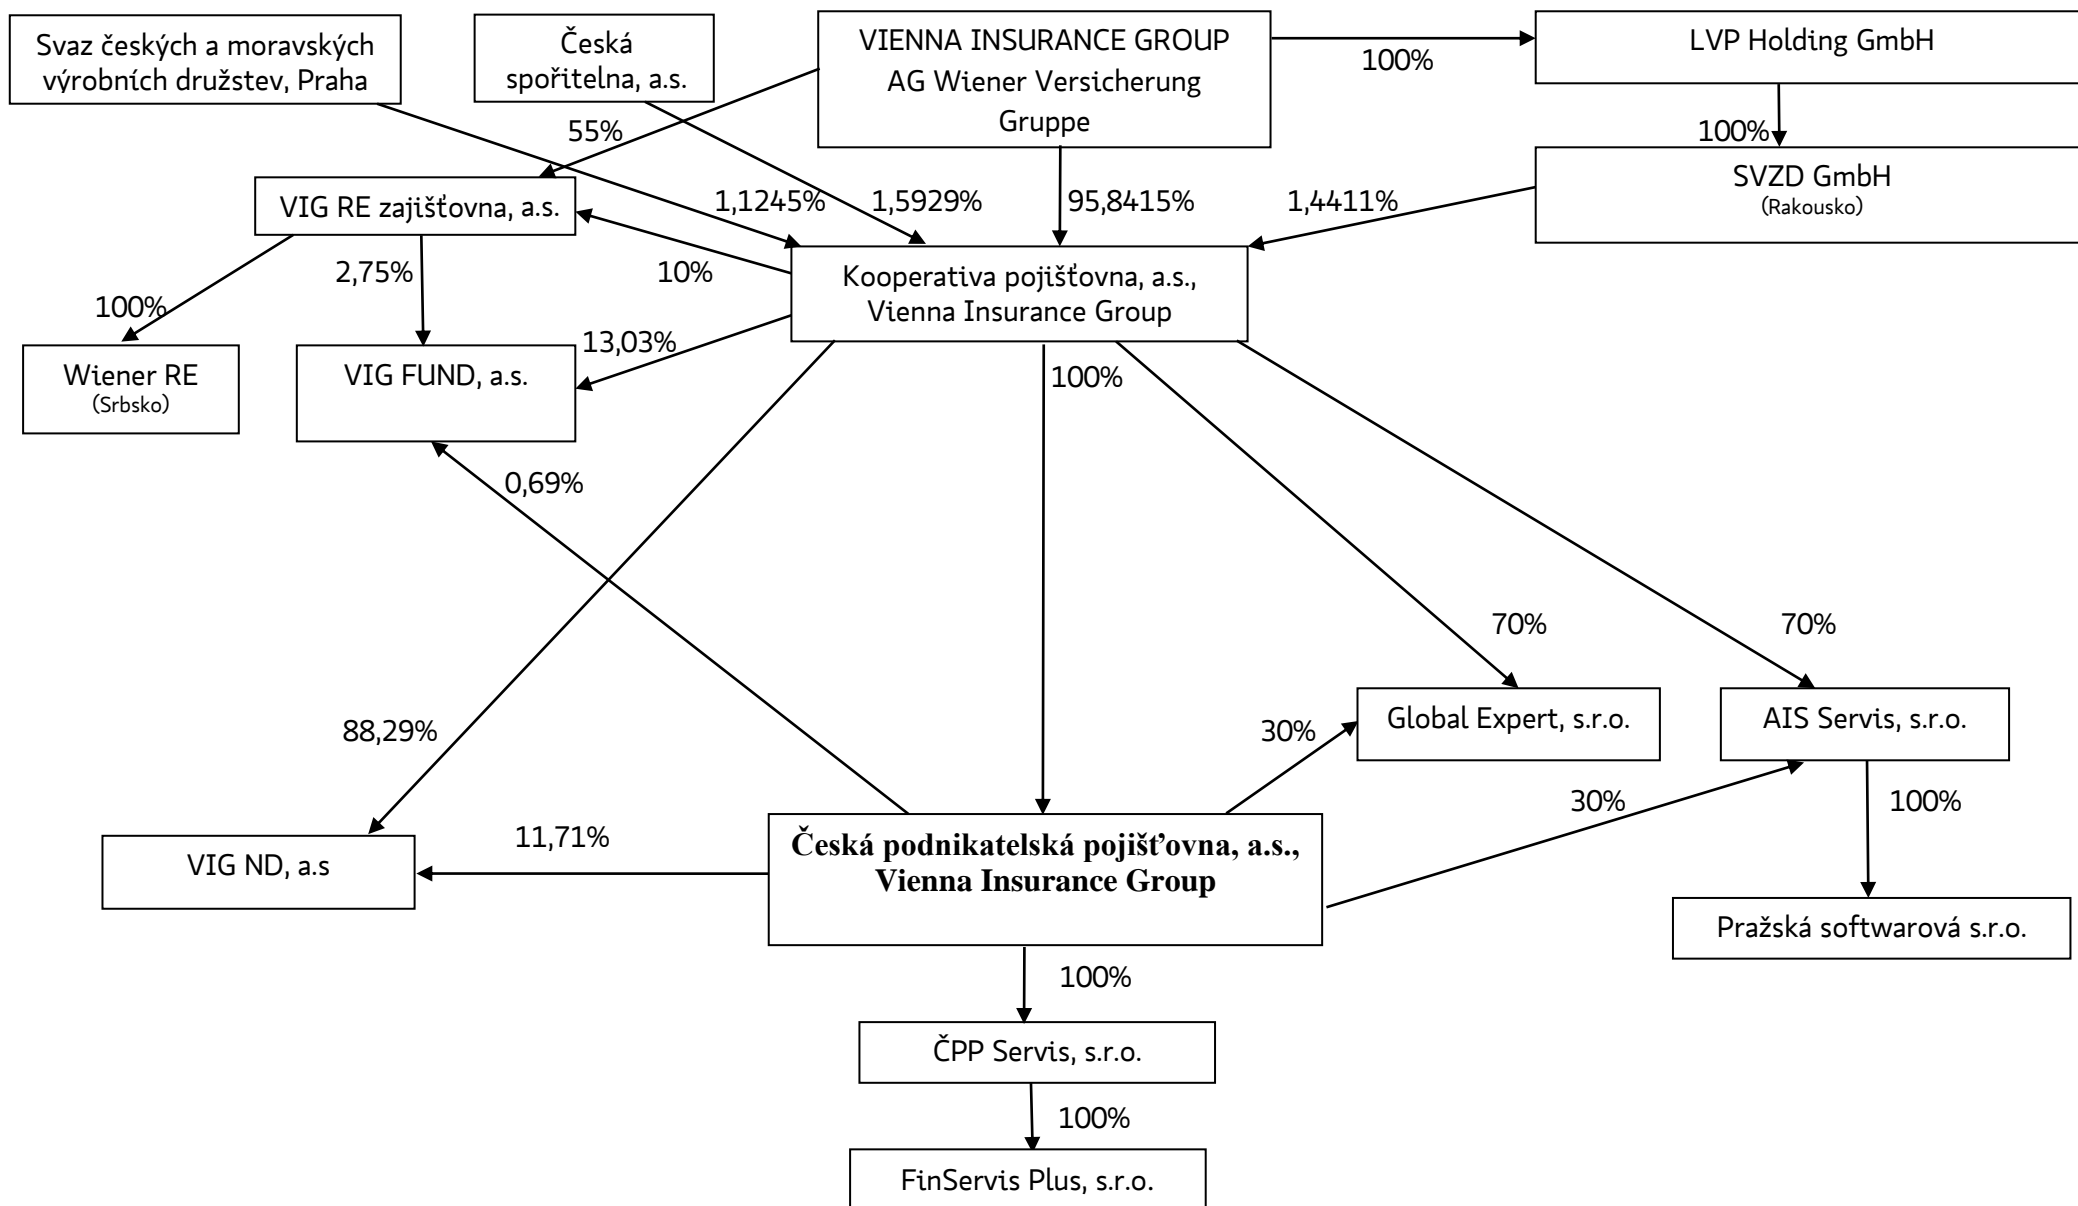 Svaz českých a moravských
výrobních družstev, Praha
Česká
spořitelna, a.s.
VIENNA INSURANCE GROUP
AG Wiener Versicherung
Gruppe
100%
LVP Holding GmbH
55%
100%
VIG RE zajišťovna, a.s.
1,1245%
1,5929%
95,8415%
1,4411%
SVZD GmbH
(Rakousko)
100%
2,75%
10%
Kooperativa pojišťovna, a.s.,
Vienna Insurance Group
Wiener RE
(Srbsko)
VIG FUND, a.s.
13,03%
100%
0,69%
70%
70%
88,29%
30%
Global Expert, s.r.o.
AIS Servis, s.r.o.
11,71%
30%
100%
VIG ND, a.s
Česká podnikatelská pojišťovna, a.s.,
Vienna Insurance Group
Pražská softwarová s.r.o.
100%
ČPP Servis, s.r.o.
100%
FinServis Plus, s.r.o.